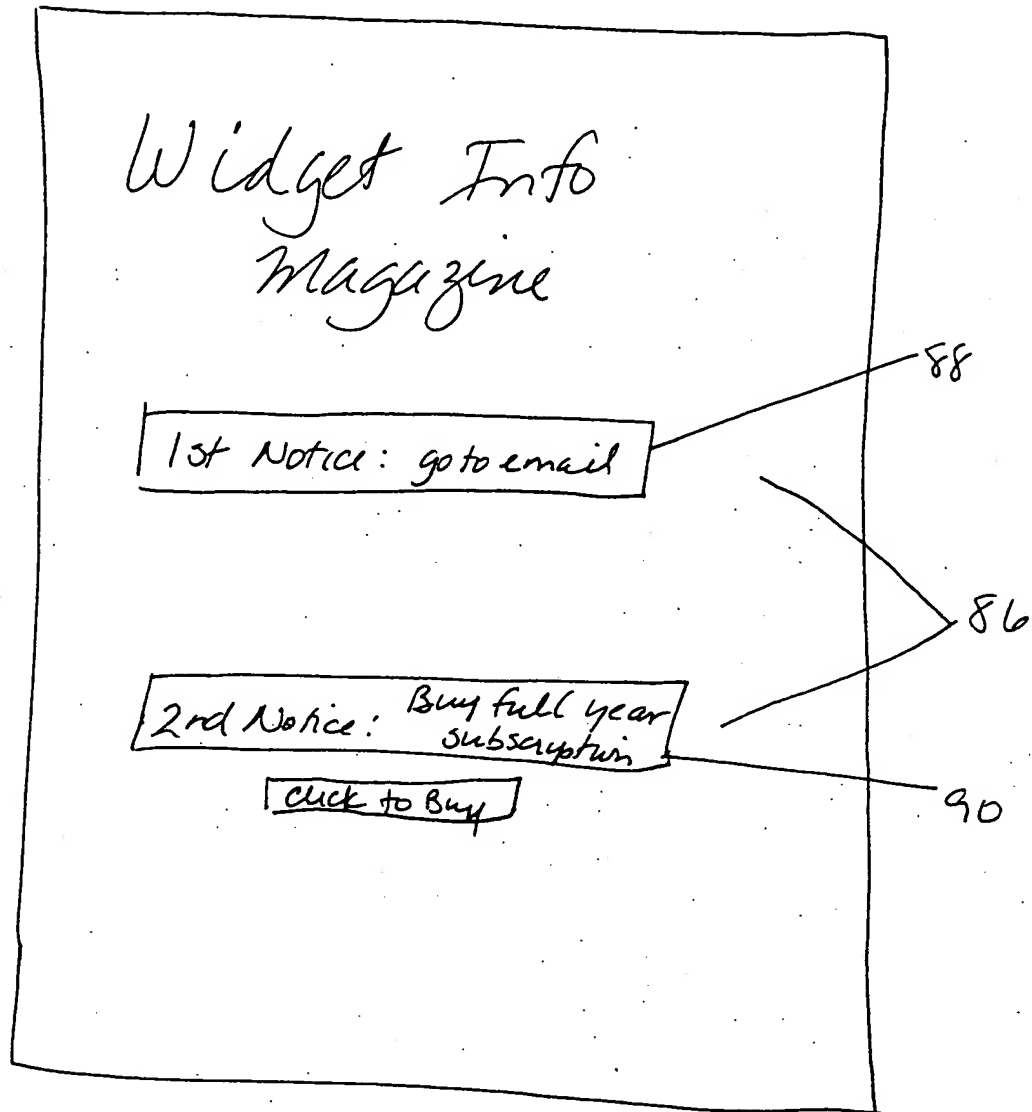 Widget Info
Magazine
88
1st Notice: go to email
86
2nd Notice: Buy full year
subscription
click to Buy
90